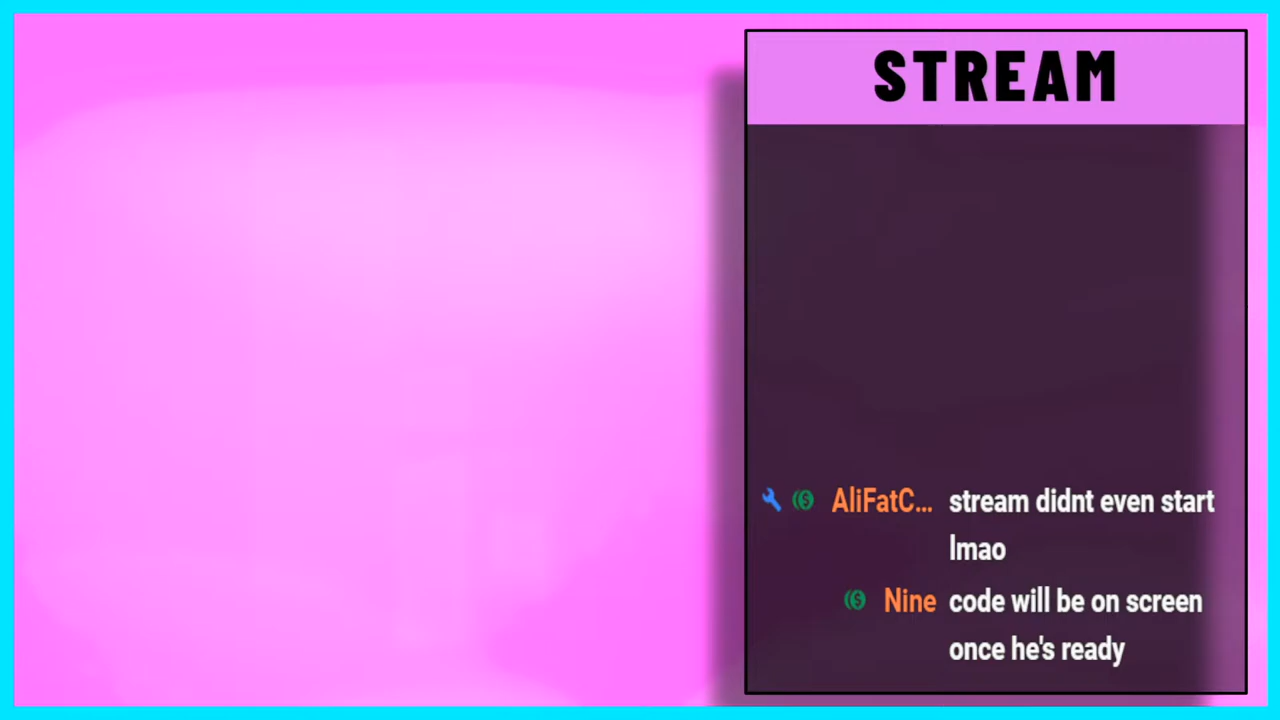 STREAM
AliFatC... stream didnt even start
lmao
Nine code will be on screen
once he's ready